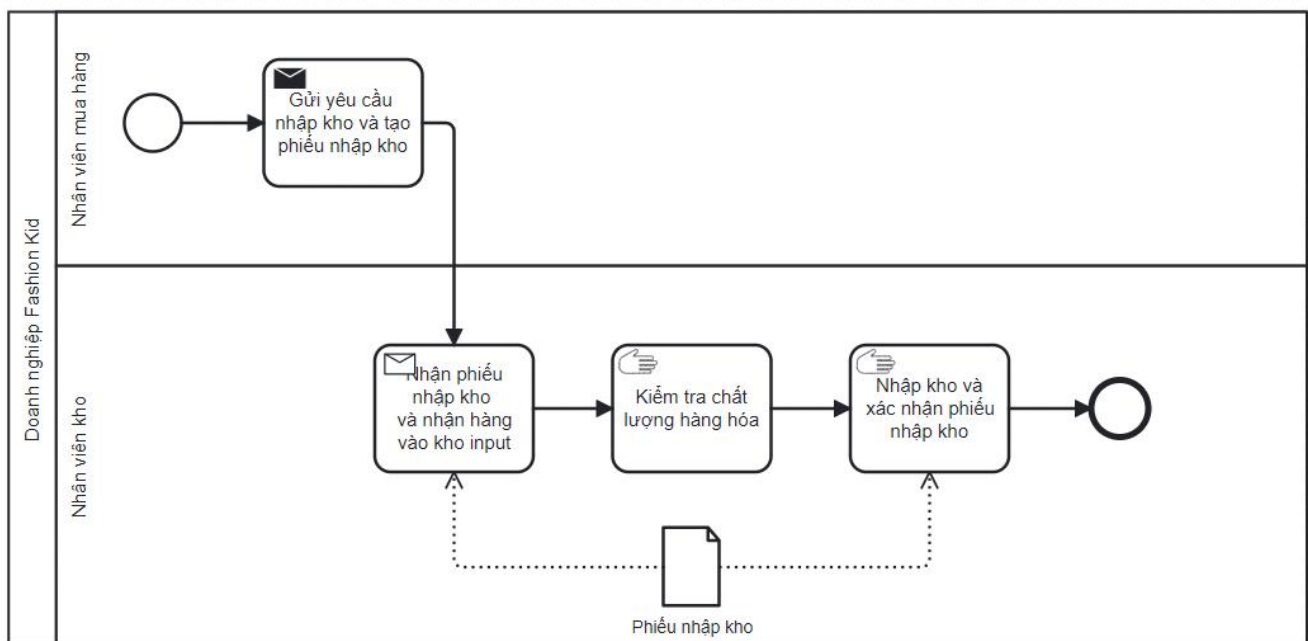 Doanh nghiệp Fashion Kid
Nhân viên mua hàng
Gửi yêu cầu
nhập kho và tạo
phiếu nhập kho
Nhân viên kho
Nhận phiếu
nhập kho
và nhận hàng
vào kho input
Kiểm tra chất
lượng hàng hóa
Nhập kho và
xác nhận phiếu
nhập kho
Phiếu nhập kho